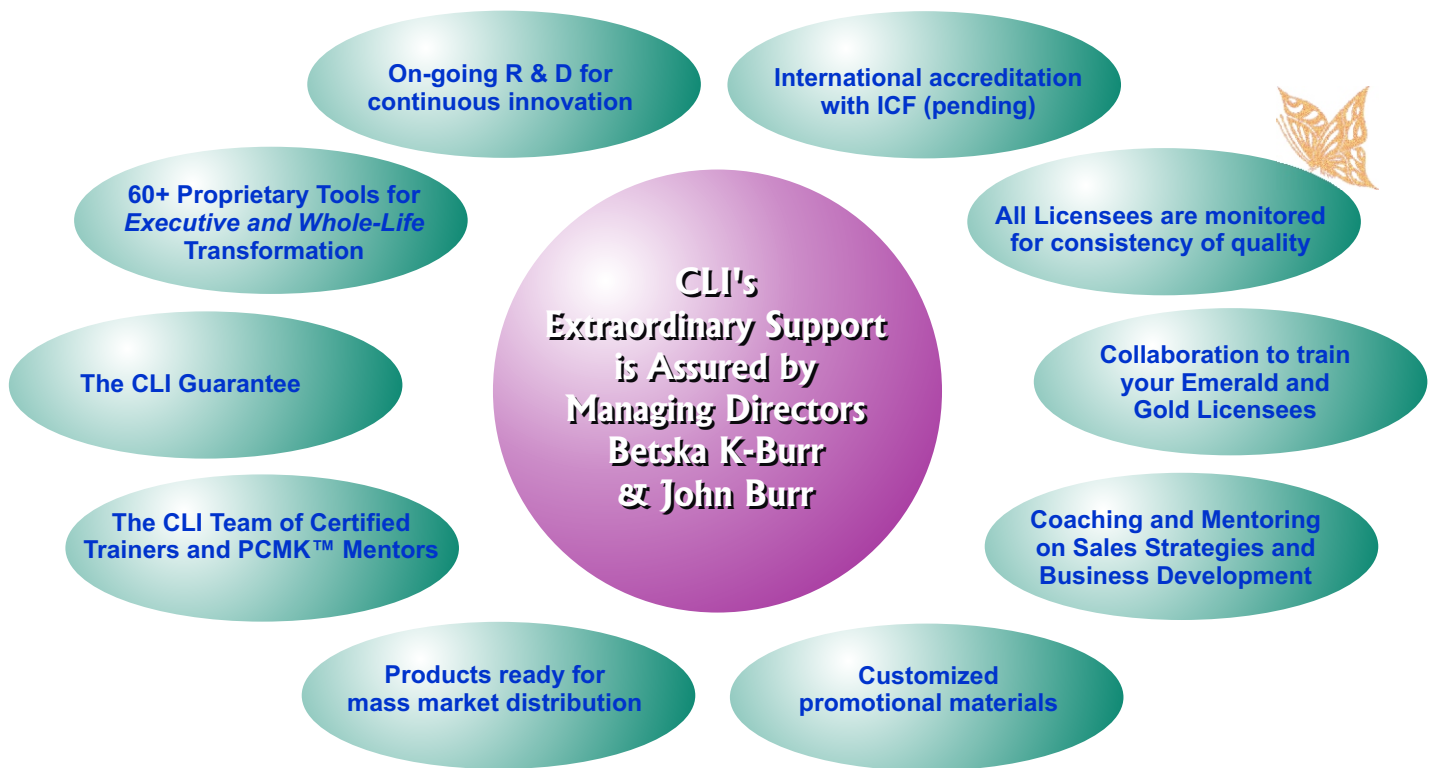 On-going R & D for
continuous innovation
International accreditation
with ICF (pending)
60+ Proprietary Tools for
Executive and Whole-Life
Transformation
All Licensees are monitored
for consistency of quality
CLI's
Extraordinary Support
is Assured by
Managing Directors
Betska K-Burr
& John Burr
The CLI Guarantee
Collaboration to train
your Emerald and
Gold Licensees
The CLI Team of Certified
Trainers and PCMK™ Mentors
Coaching and Mentoring
on Sales Strategies and
Business Development
Products ready for
mass market distribution
Customized
promotional materials